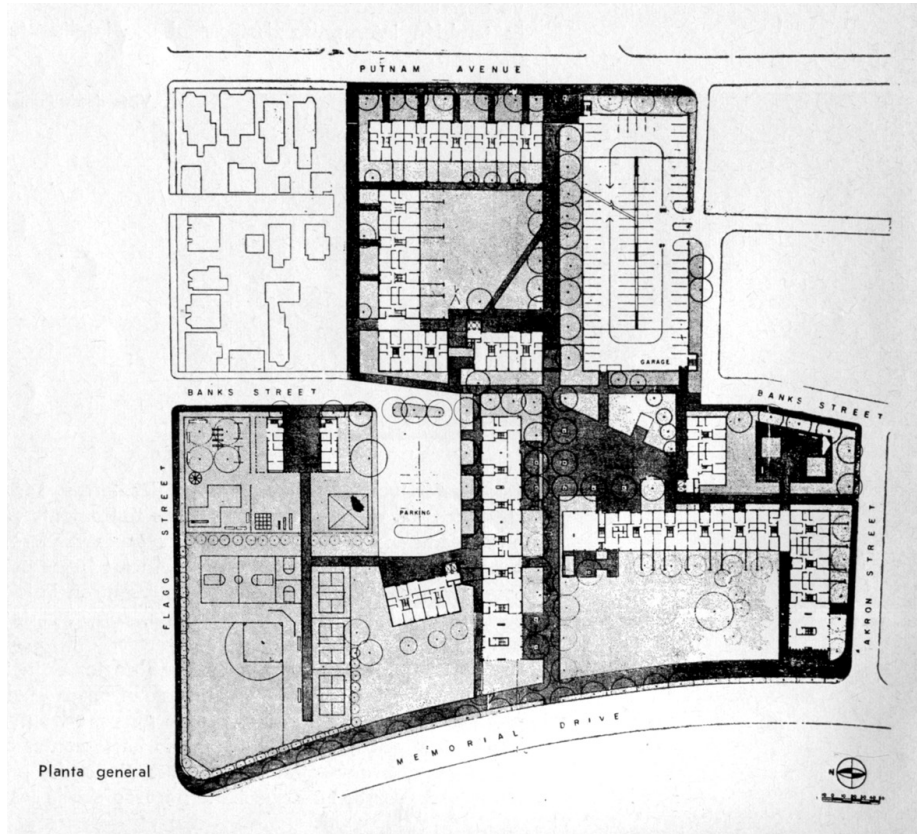 PUTNAM AVENUE
GARAGE
BANKS STREET
BANKS STREET
PARKING
FLAGG STREET
AKRON STREET
MEMORIAL DRIVE
Planta general
N